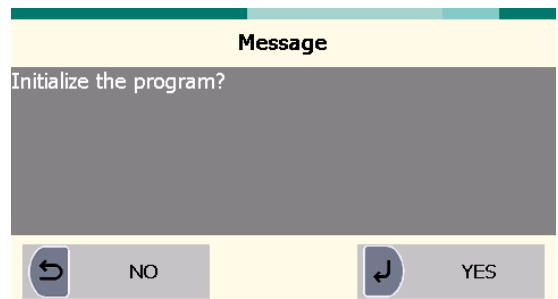 Message
Initialize the program?
NO
YES